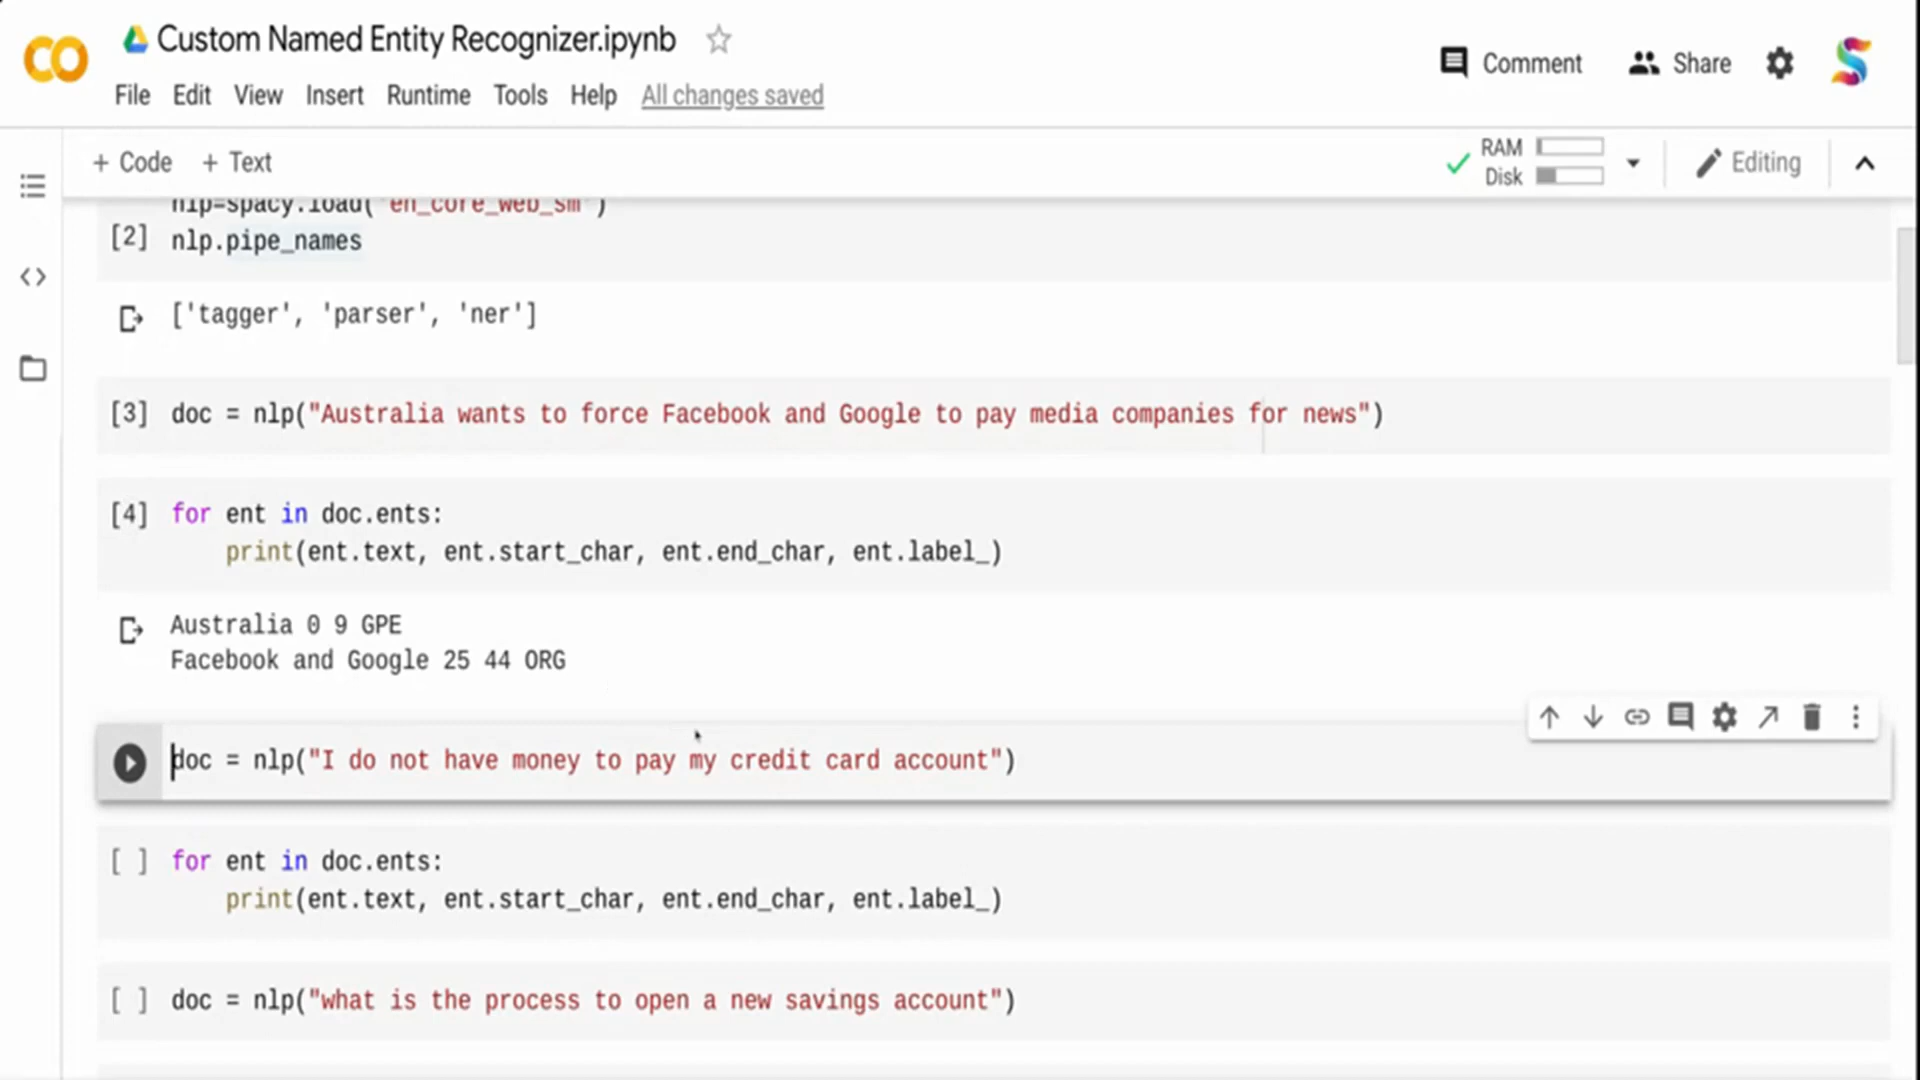 Custom Named Entity Recognizer.ipynb
Comment
Share
File Edit View Insert Runtime Tools Help All changes saved
+ Code + Text
RAM
Disk
Editing
nlp=spacy.load('en_core_web_sm')
[2] nlp.pipe_names
['tagger', 'parser', 'ner']
[3] doc = nlp("Australia wants to force Facebook and Google to pay media companies for news")
[4] for ent in doc.ents:
print(ent.text, ent.start_char, ent.end_char, ent.label_)
Australia 0 9 GPE
Facebook and Google 25 44 ORG
doc = nlp("I do not have money to pay my credit card account")
[ ] for ent in doc.ents:
print(ent.text, ent.start_char, ent.end_char, ent.label_)
[ ] doc = nlp("what is the process to open a new savings account")